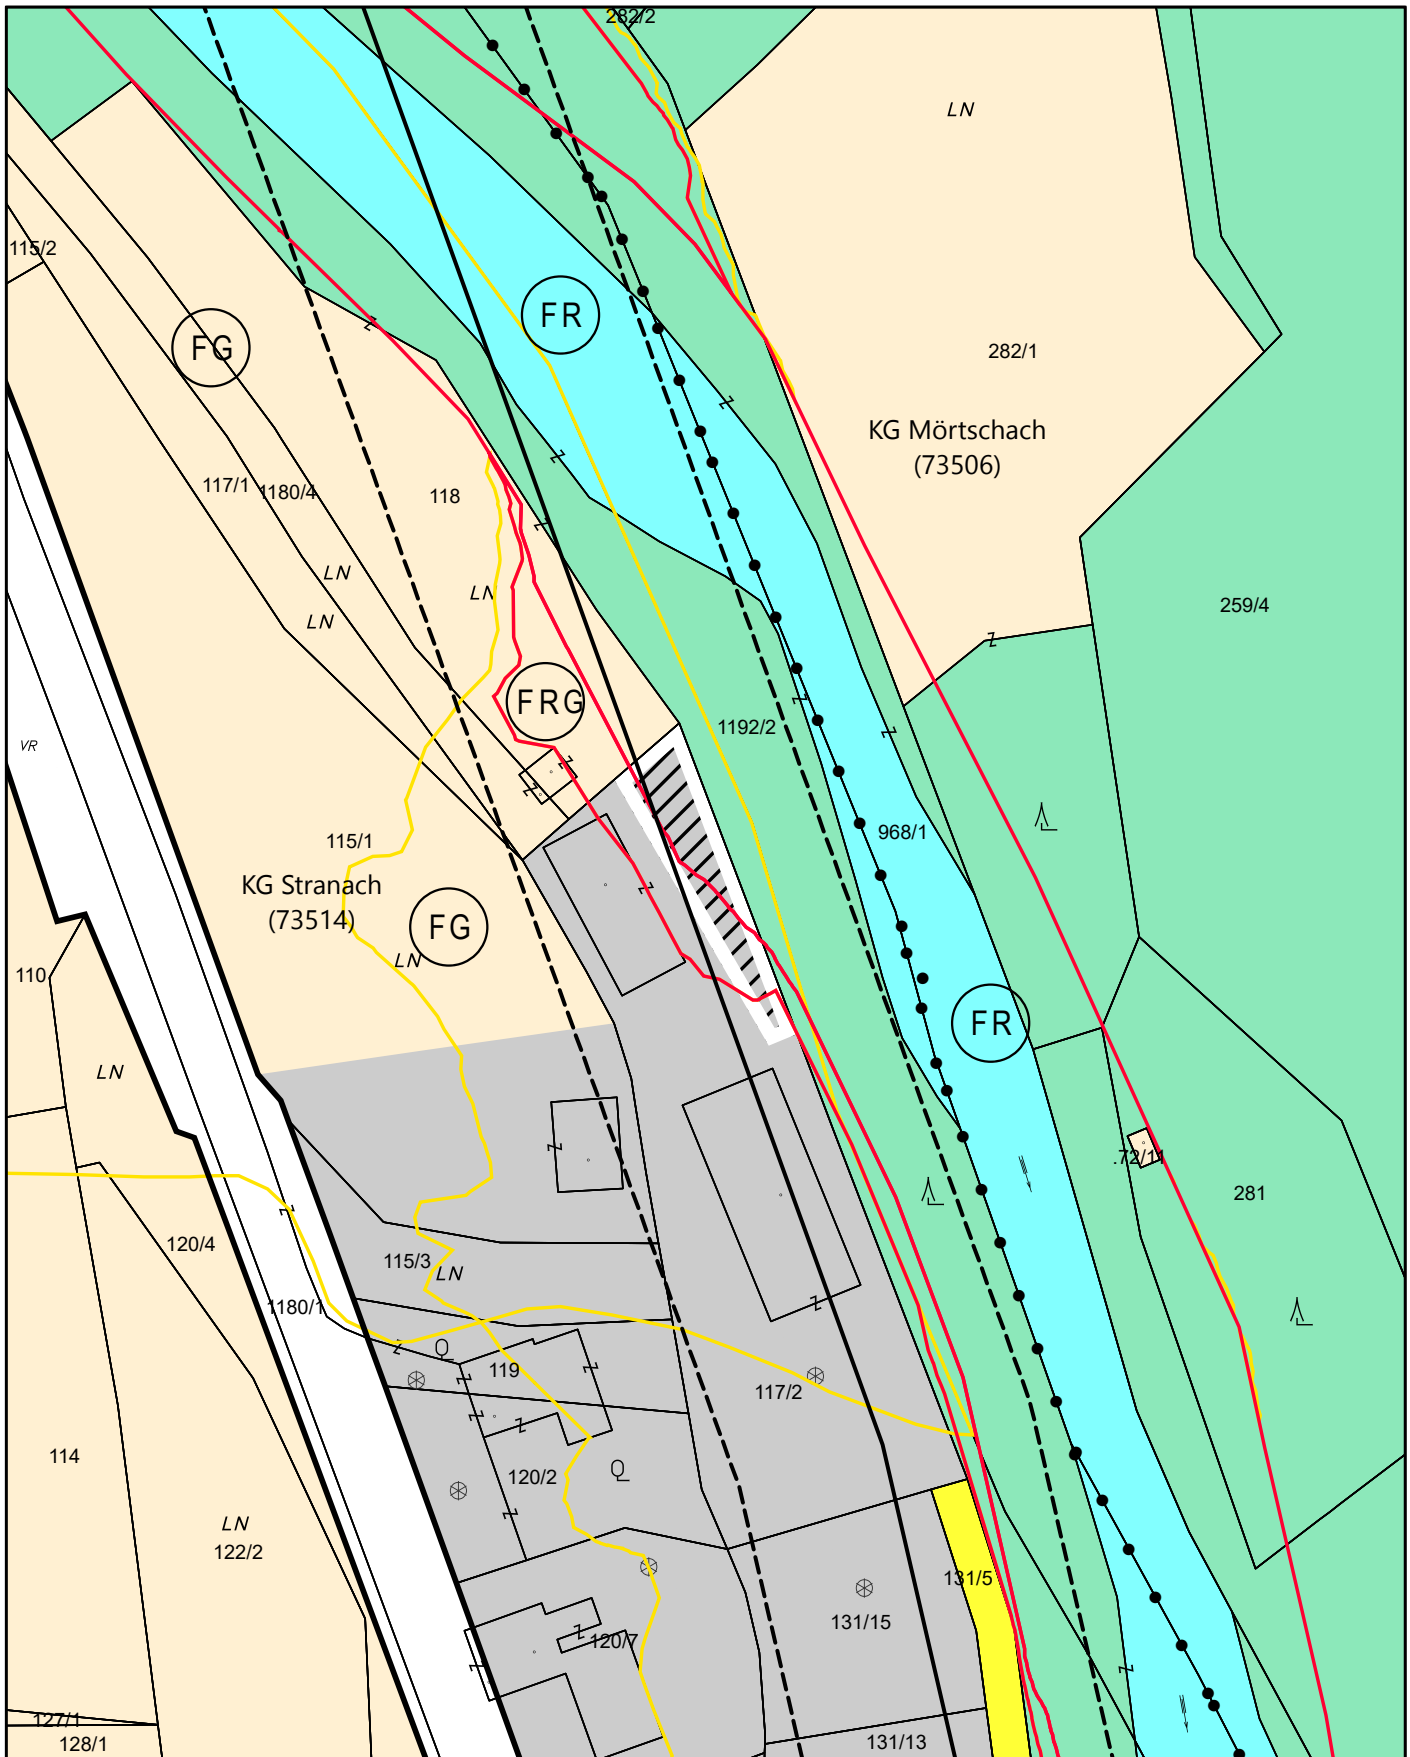 282/2
LN
115/2
FR
FG
282/1
KG Mörtschach
(73506)
117/1
1180/4
118
LN
LN
LN
259/4
FRG
1192/2
VR
968/1
115/1
KG Stranach
(73514)
FG
LN
110
FR
LN
.72/11
281
120/4
115/3
LN
1180/1
119
117/2
114
120/2
LN
122/2
131/5
131/15
120/7
127/1
128/1
131/13